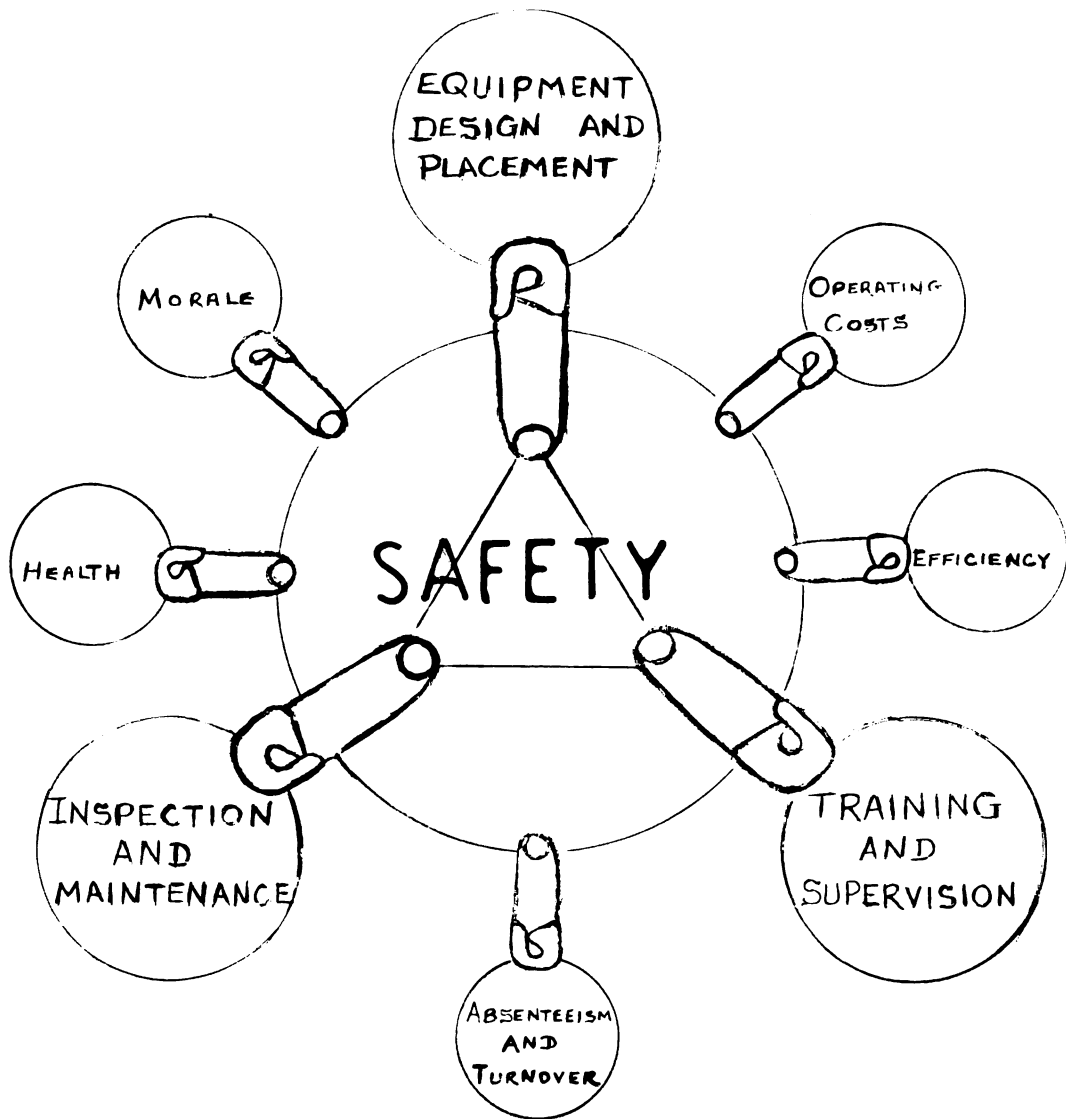 EQUIPMENT
DESIGN AND
PLACEMENT
MORALE
OPERATING
COSTS
HEALTH
SAFETY
EFFICIENCY
INSPECTION
AND
MAINTENANCE
TRAINING
AND
SUPERVISION
ABSENTEEISM
AND
TURNOVER